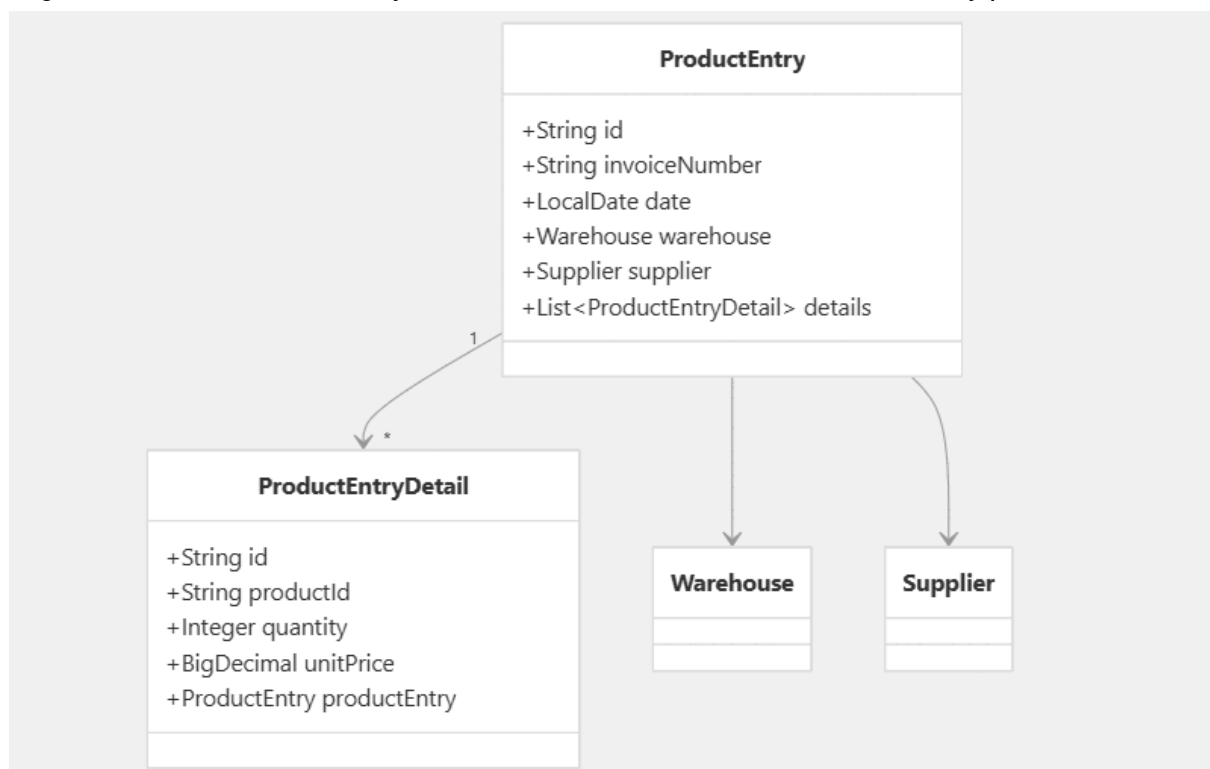 ProductEntry
+String id
+String invoiceNumber
+LocalDate date
+Warehouse warehouse
+Supplier supplier
+List<ProductEntryDetail> details
1
*
ProductEntryDetail
+String id
+String productId
+Integer quantity
+BigDecimal unitPrice
+ProductEntry productEntry
Warehouse
Supplier